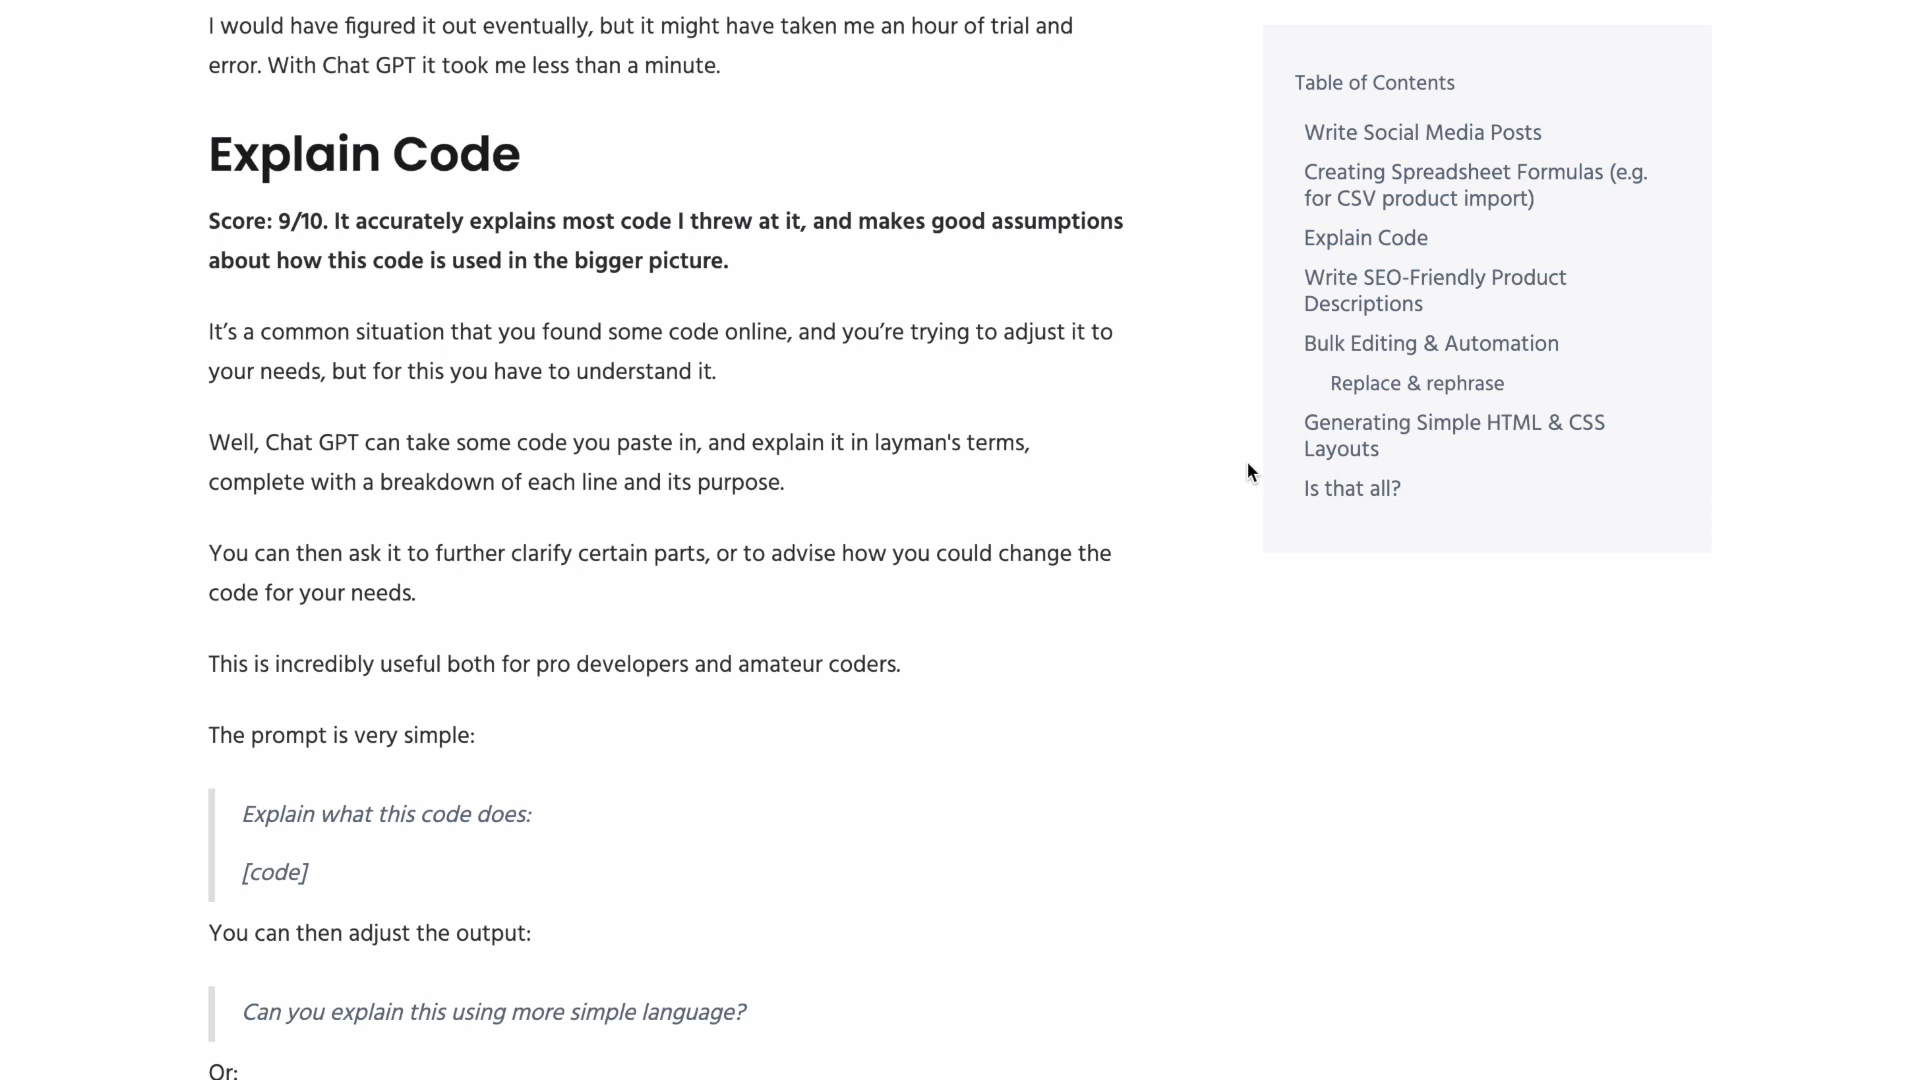 I would have figured it out eventually, but it might have taken me an hour of trial and
error. With Chat GPT it took me less than a minute.
Explain Code
Score: 9/10. It accurately explains most code I threw at it, and makes good assumptions
about how this code is used in the bigger picture.
It’s a common situation that you found some code online, and you’re trying to adjust it to
your needs, but for this you have to understand it.
Well, Chat GPT can take some code you paste in, and explain it in layman's terms,
complete with a breakdown of each line and its purpose.
You can then ask it to further clarify certain parts, or to advise how you could change the
code for your needs.
This is incredibly useful both for pro developers and amateur coders.
The prompt is very simple:
Explain what this code does:
[code]
You can then adjust the output:
Can you explain this using more simple language?
Or:
Table of Contents
Write Social Media Posts
Creating Spreadsheet Formulas (e.g.
for CSV product import)
Explain Code
Write SEO-Friendly Product
Descriptions
Bulk Editing & Automation
Replace & rephrase
Generating Simple HTML & CSS
Layouts
Is that all?